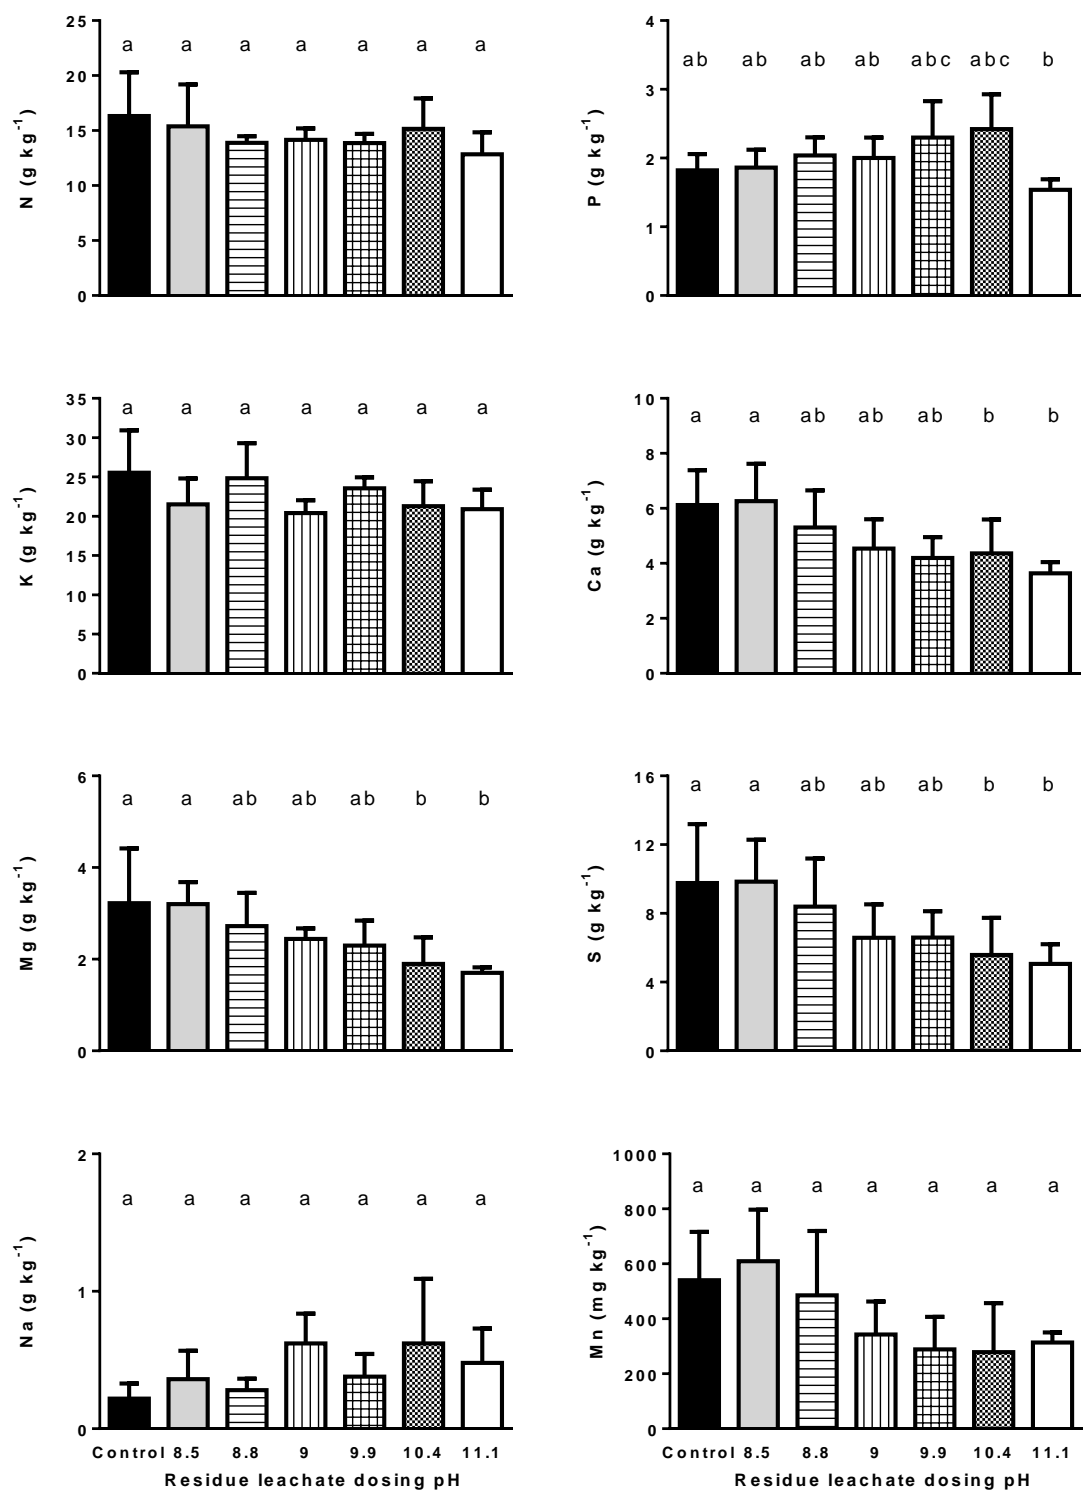 25
20
15
10
5
0
N (g kg-1)
a a a a a a a
4
3
2
1
0
P (g kg-1)
ab ab ab ab abc abc b
35
30
25
20
15
10
5
0
K (g kg-1)
a a a a a a a
10
8
6
4
2
0
Ca (g kg-1)
a a ab ab ab b b
6
4
2
0
Mg (g kg-1)
a a ab ab ab b b
16
12
8
4
0
S (g kg-1)
a a ab ab ab b b
2
1
0
Na (g kg-1)
a a a a a a a
Control 8.5 8.8 9 9.9 10.4 11.1
Residue leachate dosing pH
1000
800
600
400
200
0
Mn (mg kg-1)
a a a a a a a
Control 8.5 8.8 9 9.9 10.4 11.1
Residue leachate dosing pH